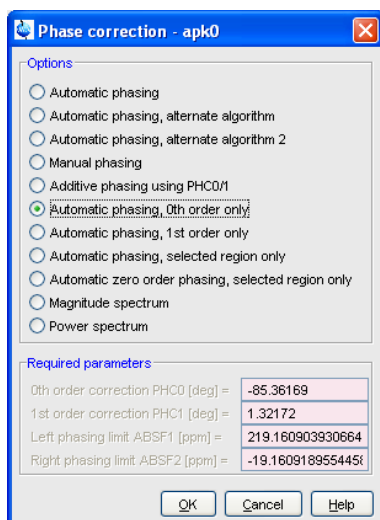 Phase correction - apk0
Options
Automatic phasing
Automatic phasing, alternate algorithm
Automatic phasing, alternate algorithm 2
Manual phasing
Additive phasing using PHC0/1
Automatic phasing, 0th order only
Automatic phasing, 1st order only
Automatic phasing, selected region only
Automatic zero order phasing, selected region only
Magnitude spectrum
Power spectrum
Required parameters
0th order correction PHC0 [deg] = -85.36169
1st order correction PHC1 [deg] = 1.32172
Left phasing limit ABSF1 [ppm] = 219.160903930664
Right phasing limit ABSF2 [ppm] = -19.1609189554458
OK Cancel Help